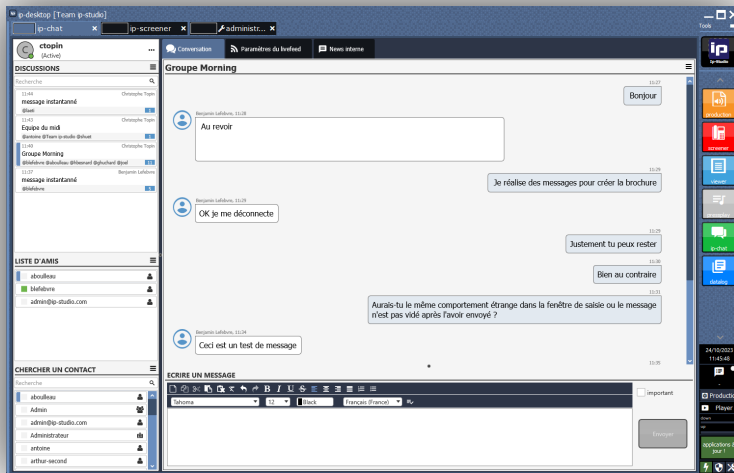 ip-desktop [Team ip-studio]
Tools
ip-chat
ip-screener
administr...
C
ctopin
(Active)
...
DISCUSSIONS
Recherche
11:44 Christophe Topin
message instantanné
11:43 Christophe Topin
Equipe du midi
@antoine @Team ip-studio
11:40 Christophe Topin
Groupe Morning
@blefebvre @aboulleau
11:37 Benjamin Lefebvre
message instantanné
@blefebvre
LISTE D'AMIS
aboulleau
blefebvre
admin@ip-studio.com
CHERCHER UN CONTACT
Recherche
aboulleau
Admin
admin@ip-studio.com
Administrateur
antoine
arthur-second
Conversation
Paramètres du livefeed
News interne
Groupe Morning
11:27
Bonjour
Benjamin Lefebvre, 11:28
Au revoir
11:29
Je réalise des messages pour créer la brochure
Benjamin Lefebvre, 11:29
OK je me déconnecte
11:29
Justement tu peux rester
11:30
Bien au contraire
11:31
Aurais-tu le même comportement étrange dans la fenêtre de saisie ou le message
n'est pas vidé après l'avoir envoyé ?
Benjamin Lefebvre, 11:34
Ceci est un test de message
11:35
ECRIRE UN MESSAGE
B I U S
Tahoma
12
Black
Français (France)
important
Envoyer
ip
Ip-Studio
production
screener
viewer
ip-chat
datalog
24/10/2023
11:45:40
Productio
Player
down
up
applications à
jour !